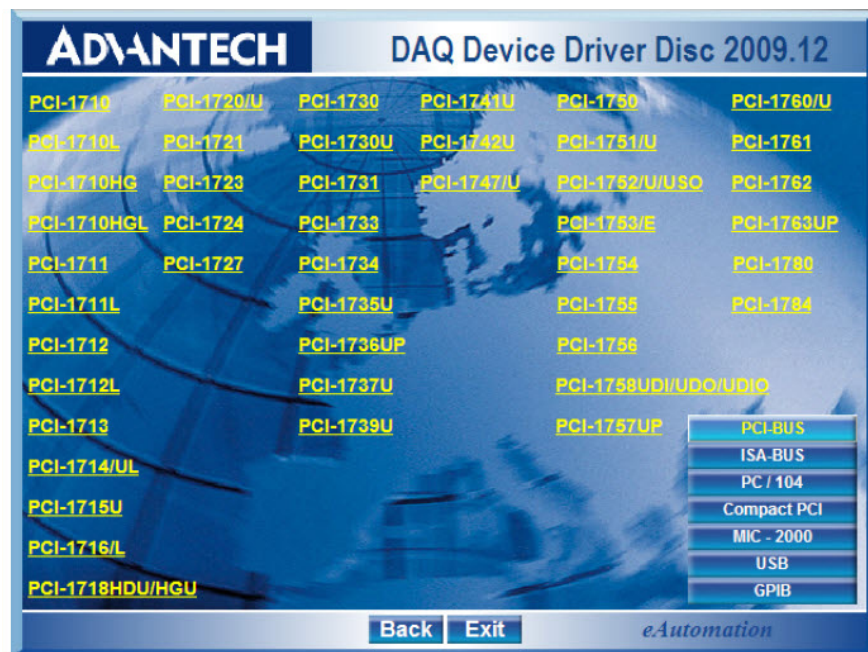 ADVANTECH DAQ Device Driver Disc 2009.12
PCI-1710 PCI-1720/U PCI-1730 PCI-1741U PCI-1750 PCI-1760/U
PCI-1710L PCI-1721 PCI-1730U PCI-1742U PCI-1751/U PCI-1761
PCI-1710HG PCI-1723 PCI-1731 PCI-1747/U PCI-1752/U/USO PCI-1762
PCI-1710HGL PCI-1724 PCI-1733 PCI-1753/E PCI-1763UP
PCI-1711 PCI-1727 PCI-1734 PCI-1754 PCI-1780
PCI-1711L PCI-1735U PCI-1755 PCI-1784
PCI-1712 PCI-1736UP PCI-1756
PCI-1712L PCI-1737U PCI-1758UDI/UDO/UDIO
PCI-1713 PCI-1739U PCI-1757UP PCI-BUS
ISA-BUS
PCI-1714/UL
PC / 104
PCI-1715U Compact PCI
MIC - 2000
PCI-1716/L
USB
PCI-1718HDU/HGU GPIB
Back Exit eAutomation